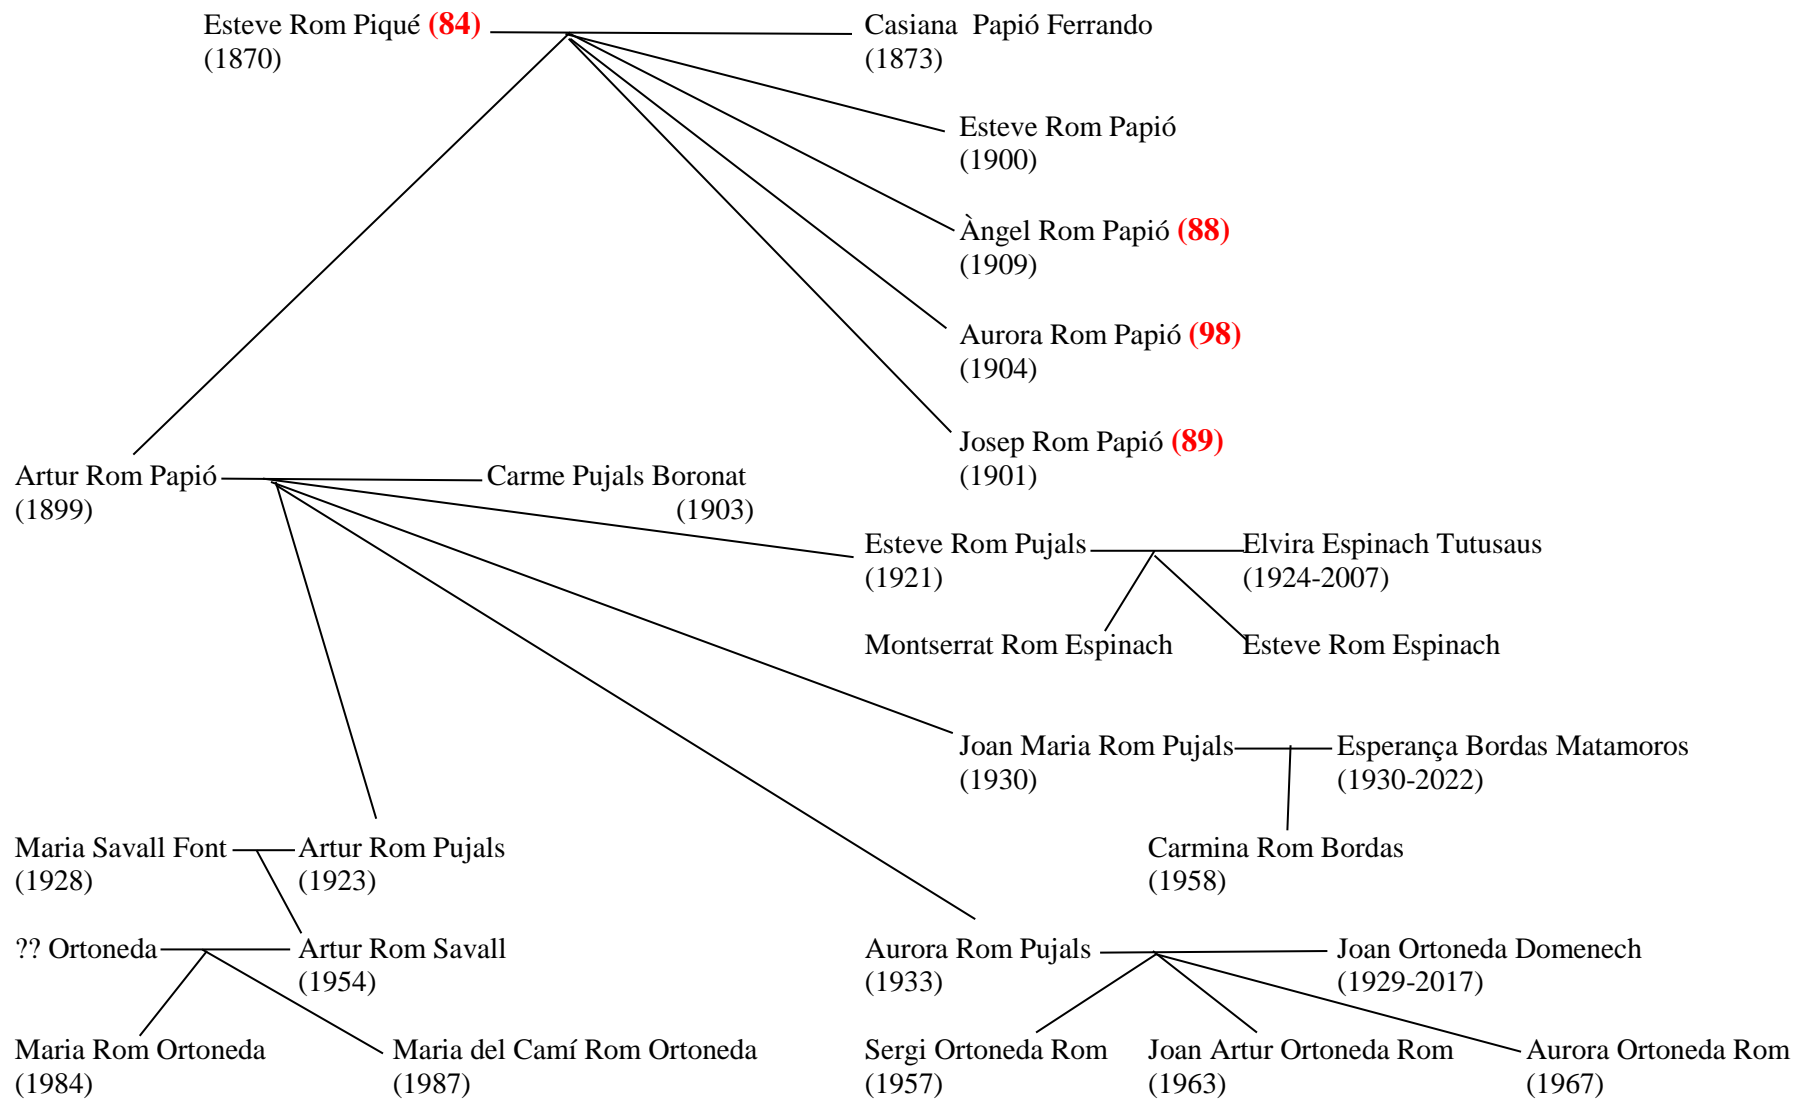 Esteve Rom Piqué (84)
(1870)
Casiana  Papió Ferrando
(1873)
Esteve Rom Papió
(1900)
Àngel Rom Papió (88)
(1909)
Aurora Rom Papió (98)
(1904)
Josep Rom Papió (89)
(1901)
Artur Rom Papió
(1899)
Carme Pujals Boronat
(1903)
Esteve Rom Pujals
(1921)
Elvira Espinach Tutusaus
(1924-2007)
Montserrat Rom Espinach
Esteve Rom Espinach
Joan Maria Rom Pujals
(1930)
Esperança Bordas Matamoros
(1930-2022)
Maria Savall Font
(1928)
Artur Rom Pujals
(1923)
Carmina Rom Bordas
(1958)
?? Ortoneda
Artur Rom Savall
(1954)
Aurora Rom Pujals
(1933)
Joan Ortoneda Domenech
(1929-2017)
Maria Rom Ortoneda
(1984)
Maria del Camí Rom Ortoneda
(1987)
Sergi Ortoneda Rom
(1957)
Joan Artur Ortoneda Rom
(1963)
Aurora Ortoneda Rom
(1967)